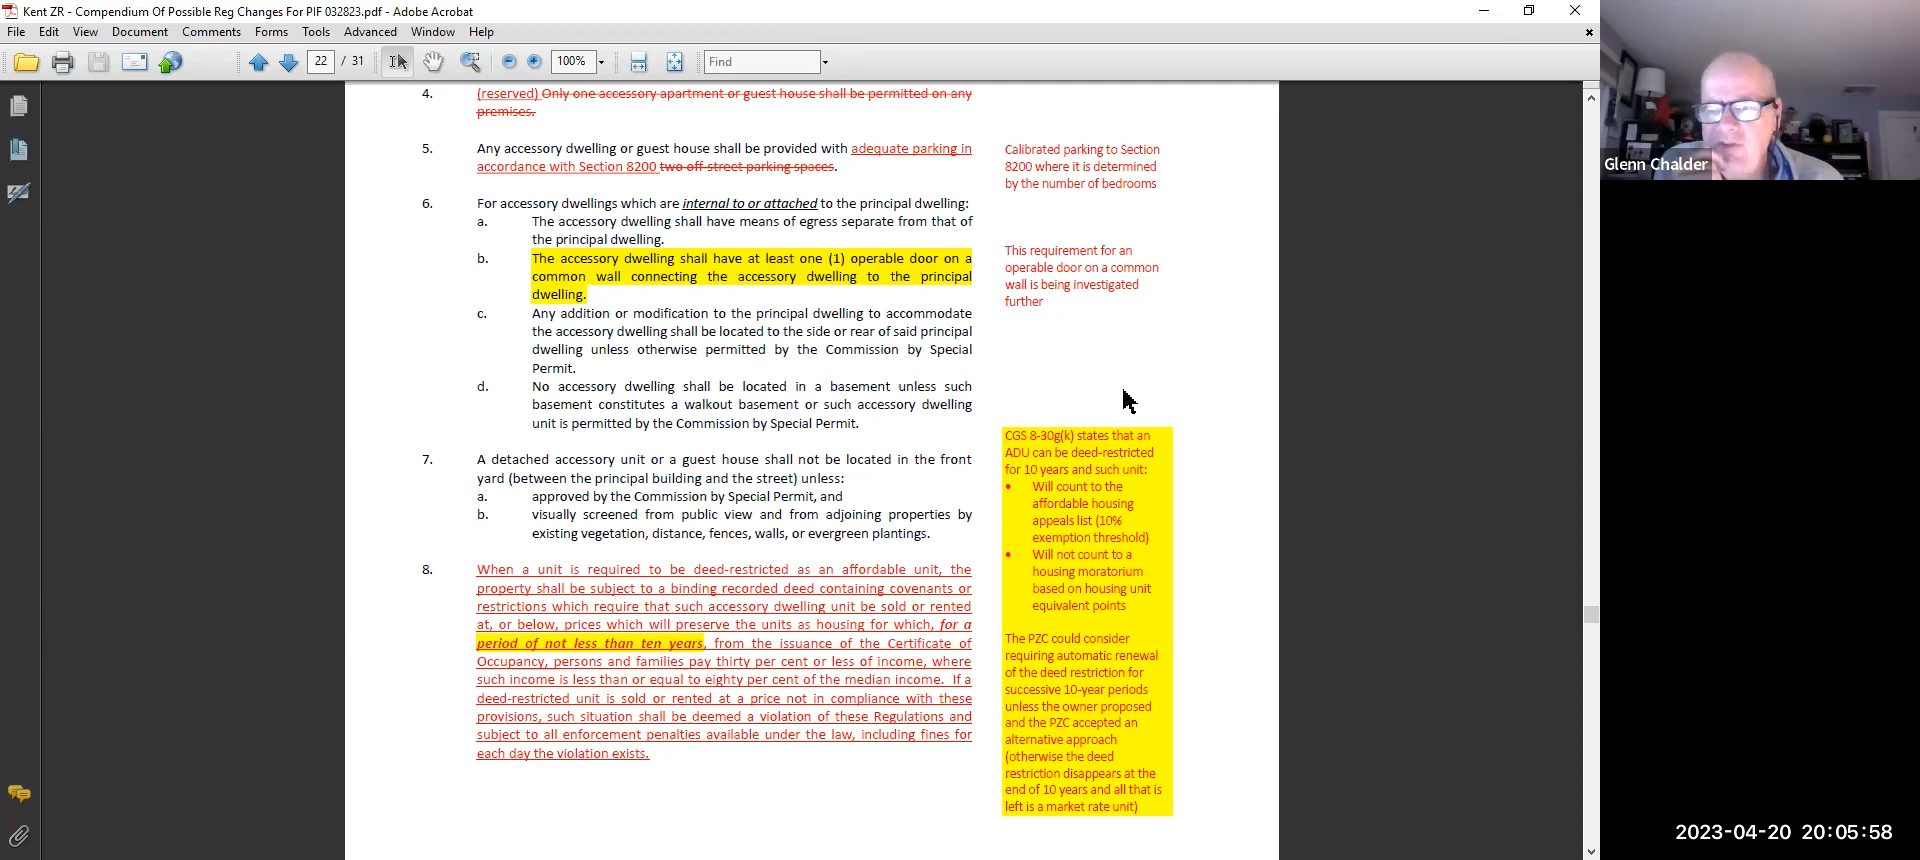 Kent ZR - Compendium Of Possible Reg Changes For PIF 032823.pdf - Adobe Acrobat
File Edit View Document Comments Forms Tools Advanced Window Help
22 / 31 100% Find
4. (reserved) Only one accessory apartment or guest house shall be permitted on any
premises.
5. Any accessory dwelling or guest house shall be provided with adequate parking in
accordance with Section 8200 two off-street parking spaces.
Calibrated parking to Section
8200 where it is determined
by the number of bedrooms
6. For accessory dwellings which are internal to or attached to the principal dwelling:
a. The accessory dwelling shall have means of egress separate from that of
the principal dwelling.
b. The accessory dwelling shall have at least one (1) operable door on a
common wall connecting the accessory dwelling to the principal
dwelling.
This requirement for an
operable door on a common
wall is being investigated
further
c. Any addition or modification to the principal dwelling to accommodate
the accessory dwelling shall be located to the side or rear of said principal
dwelling unless otherwise permitted by the Commission by Special
Permit.
d. No accessory dwelling shall be located in a basement unless such
basement constitutes a walkout basement or such accessory dwelling
unit is permitted by the Commission by Special Permit.
7. A detached accessory unit or a guest house shall not be located in the front
yard (between the principal building and the street) unless:
a. approved by the Commission by Special Permit, and
b. visually screened from public view and from adjoining properties by
existing vegetation, distance, fences, walls, or evergreen plantings.
8. When a unit is required to be deed-restricted as an affordable unit, the
property shall be subject to a binding recorded deed containing covenants or
restrictions which require that such accessory dwelling unit be sold or rented
at, or below, prices which will preserve the units as housing for which, for a
period of not less than ten years, from the issuance of the Certificate of
Occupancy, persons and families pay thirty per cent or less of income, where
such income is less than or equal to eighty per cent of the median income. If a
deed-restricted unit is sold or rented at a price not in compliance with these
provisions, such situation shall be deemed a violation of these Regulations and
subject to all enforcement penalties available under the law, including fines for
each day the violation exists.
CGS 8-30g(k) states that an
ADU can be deed-restricted
for 10 years and such unit:
• Will count to the
affordable housing
appeals list (10%
exemption threshold)
• Will not count to a
housing moratorium
based on housing unit
equivalent points
The PZC could consider
requiring automatic renewal
of the deed restriction for
successive 10-year periods
unless the owner proposed
and the PZC accepted an
alternative approach
(otherwise the deed
restriction disappears at the
end of 10 years and all that is
left is a market rate unit)
Glenn Chalder
2023-04-20 20:05:58